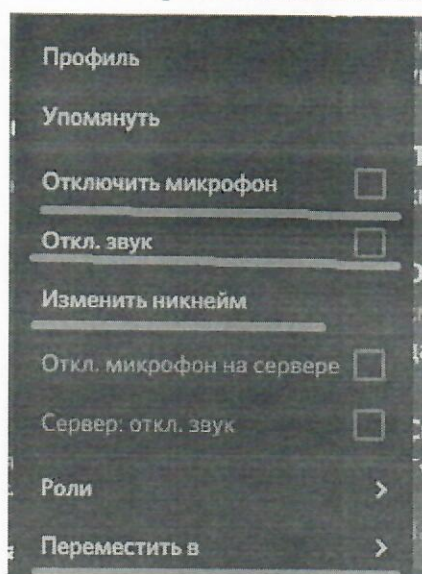 Профиль
Упомянуть
Отключить микрофон
Откл. звук
Изменить никнейм
Откл. микрофон на сервере
Сервер: откл. звук
Роли
Переместить в